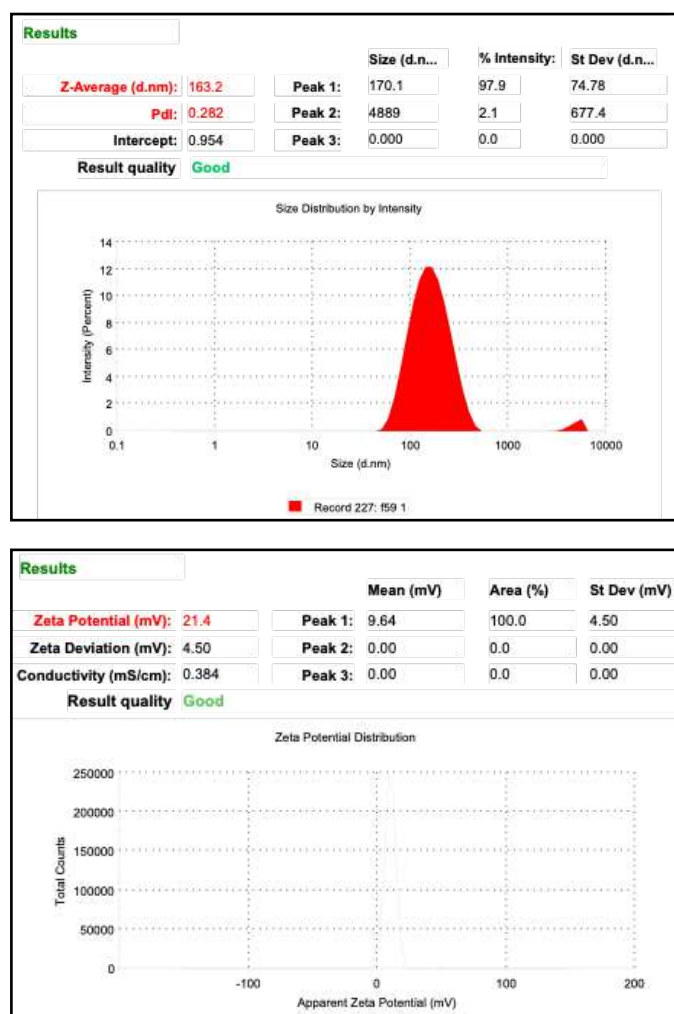 Results
Size (d.n... % Intensity: St Dev (d.n...
Z-Average (d.nm): 163.2 Peak 1: 170.1 97.9 74.78
PdI: 0.282 Peak 2: 4889 2.1 677.4
Intercept: 0.954 Peak 3: 0.000 0.0 0.000
Result quality Good
Size Distribution by Intensity
14
12
10
8
6
4
2
0
Intensity (Percent)
0.1 1 10 100 1000 10000
Size (d.nm)
Record 227: f59 1
Results
Mean (mV) Area (%) St Dev (mV)
Zeta Potential (mV): 21.4 Peak 1: 9.64 100.0 4.50
Zeta Deviation (mV): 4.50 Peak 2: 0.00 0.0 0.00
Conductivity (mS/cm): 0.384 Peak 3: 0.00 0.0 0.00
Result quality Good
Zeta Potential Distribution
250000
200000
150000
100000
50000
0
Total Counts
-100 0 100 200
Apparent Zeta Potential (mV)